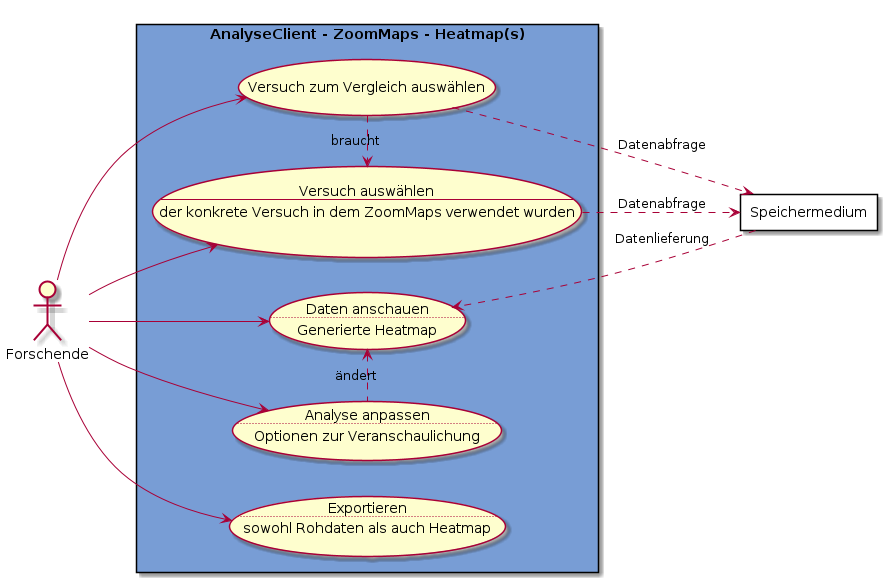 AnalyseClient - ZoomMaps - Heatmap(s)
Versuch zum Vergleich auswählen
braucht
Datenabfrage
Versuch auswählen
der konkrete Versuch in dem ZoomMaps verwendet wurden
Datenabfrage
Speichermedium
Datenlieferung
Daten anschauen
Generierte Heatmap
Forschende
ändert
Analyse anpassen
Optionen zur Veranschaulichung
Exportieren
sowohl Rohdaten als auch Heatmap